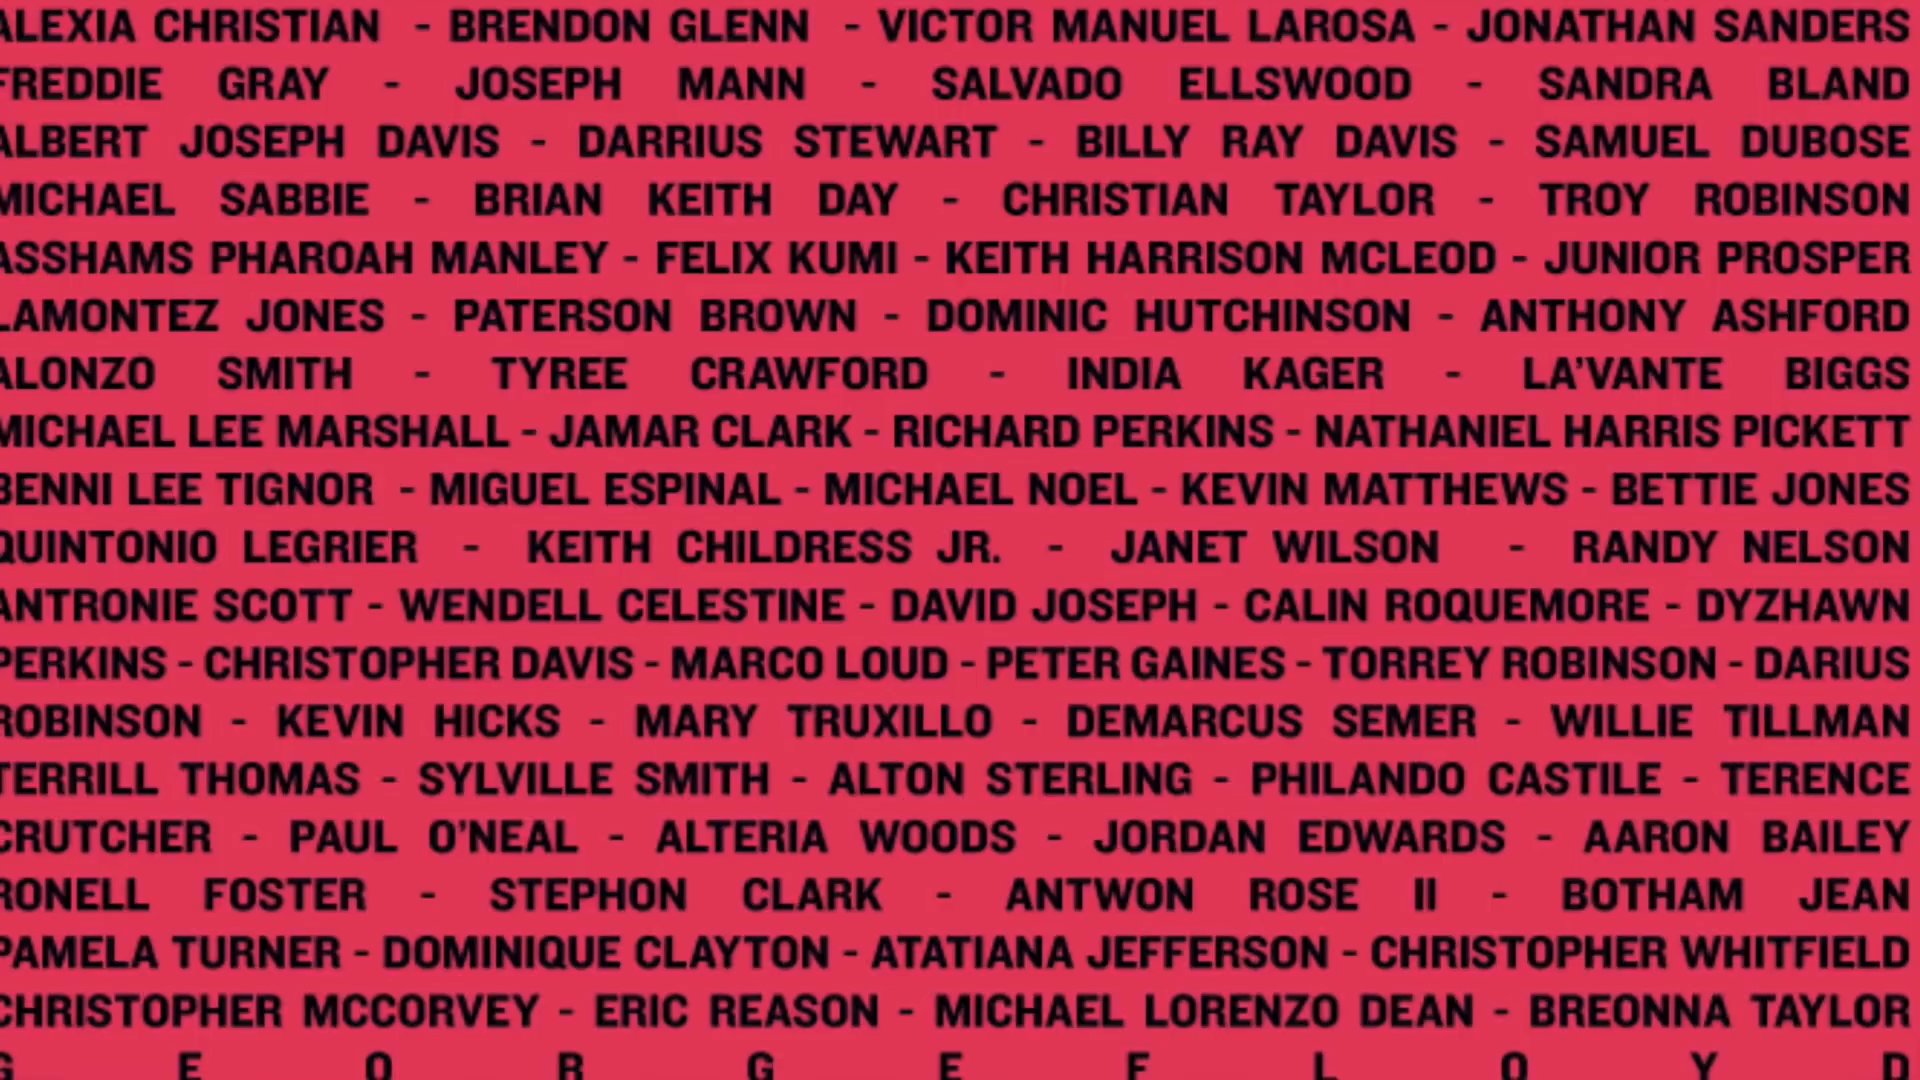 ALEXIA CHRISTIAN - BRENDON GLENN - VICTOR MANUEL LAROSA - JONATHAN SANDERS
FREDDIE GRAY - JOSEPH MANN - SALVADO ELLSWOOD - SANDRA BLAND
ALBERT JOSEPH DAVIS - DARRIUS STEWART - BILLY RAY DAVIS - SAMUEL DUBOSE
MICHAEL SABBIE - BRIAN KEITH DAY - CHRISTIAN TAYLOR - TROY ROBINSON
ASSHAMS PHAROAH MANLEY - FELIX KUMI - KEITH HARRISON MCLEOD - JUNIOR PROSPER
LAMONTEZ JONES - PATERSON BROWN - DOMINIC HUTCHINSON - ANTHONY ASHFORD
ALONZO SMITH - TYREE CRAWFORD - INDIA KAGER - LA’VANTE BIGGS
MICHAEL LEE MARSHALL - JAMAR CLARK - RICHARD PERKINS - NATHANIEL HARRIS PICKETT
BENNI LEE TIGNOR - MIGUEL ESPINAL - MICHAEL NOEL - KEVIN MATTHEWS - BETTIE JONES
QUINTONIO LEGRIER - KEITH CHILDRESS JR. - JANET WILSON - RANDY NELSON
ANTRONIE SCOTT - WENDELL CELESTINE - DAVID JOSEPH - CALIN ROQUEMORE - DYZHAWN
PERKINS - CHRISTOPHER DAVIS - MARCO LOUD - PETER GAINES - TORREY ROBINSON - DARIUS
ROBINSON - KEVIN HICKS - MARY TRUXILLO - DEMARCUS SEMER - WILLIE TILLMAN
TERRILL THOMAS - SYLVILLE SMITH - ALTON STERLING - PHILANDO CASTILE - TERENCE
CRUTCHER - PAUL O’NEAL - ALTERIA WOODS - JORDAN EDWARDS - AARON BAILEY
RONELL FOSTER - STEPHON CLARK - ANTWON ROSE II - BOTHAM JEAN
PAMELA TURNER - DOMINIQUE CLAYTON - ATATIANA JEFFERSON - CHRISTOPHER WHITFIELD
CHRISTOPHER MCCORVEY - ERIC REASON - MICHAEL LORENZO DEAN - BREONNA TAYLOR
G E O R G E F L O Y D